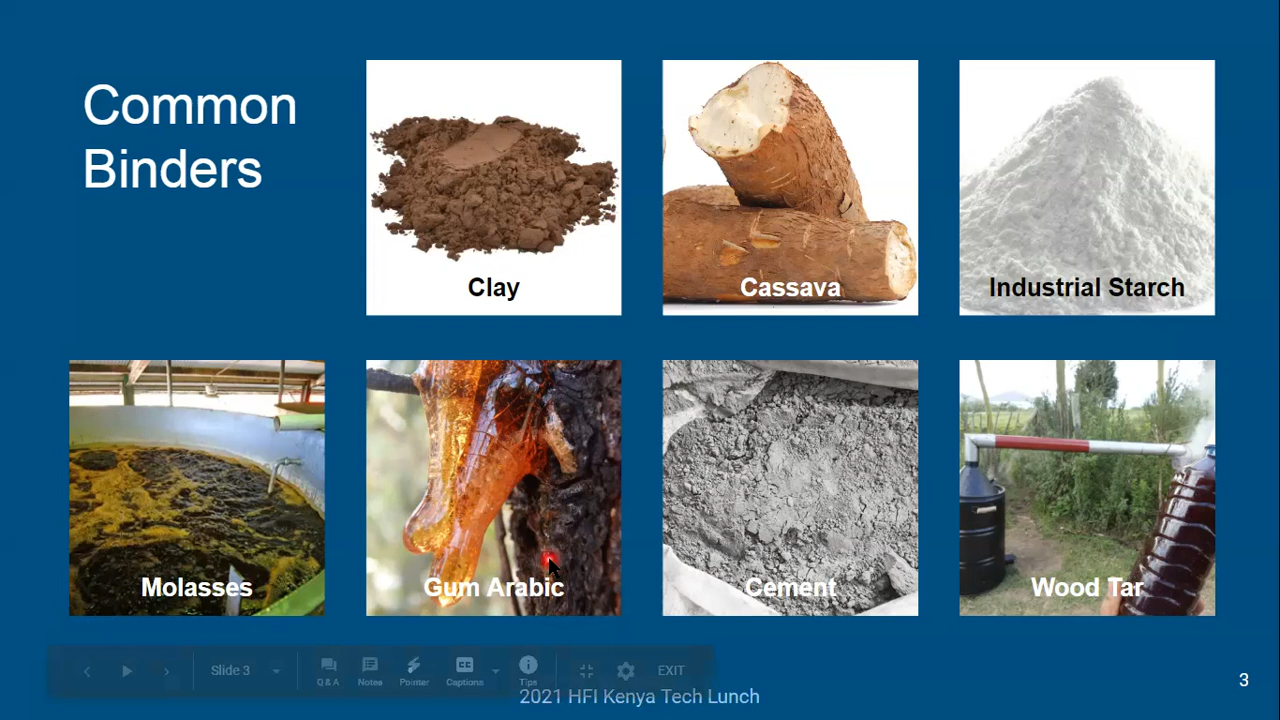 Common
Binders
Clay
Cassava
Industrial Starch
Molasses
Gum Arabic
Cement
Wood Tar
Slide 3
Q & A
Notes
Pointer
CC
Captions
Tips
EXIT
2021 HFI Kenya Tech Lunch
3